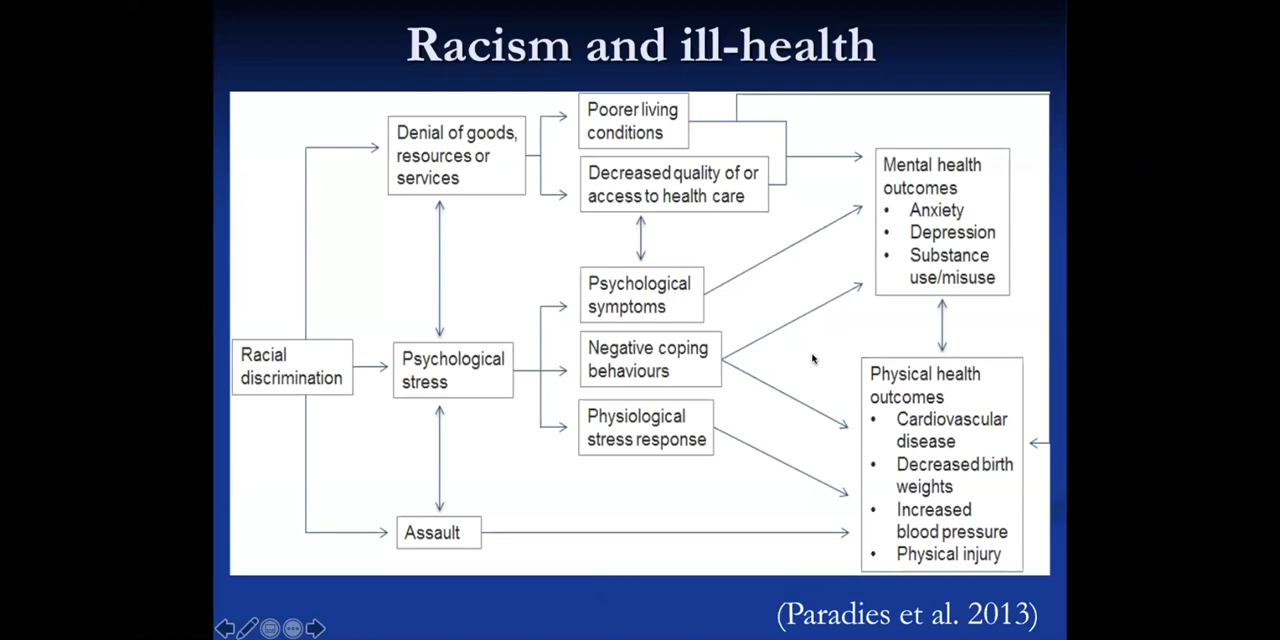 Racism and ill-health
Denial of goods,
resources or
services
Poorer living
conditions
Decreased quality of or
access to health care
Mental health
outcomes
• Anxiety
• Depression
• Substance
use/misuse
Psychological
symptoms
Racial
discrimination
Psychological
stress
Negative coping
behaviours
Physiological
stress response
Physical health
outcomes
• Cardiovascular
disease
• Decreased birth
weights
• Increased
blood pressure
• Physical injury
Assault
(Paradies et al. 2013)